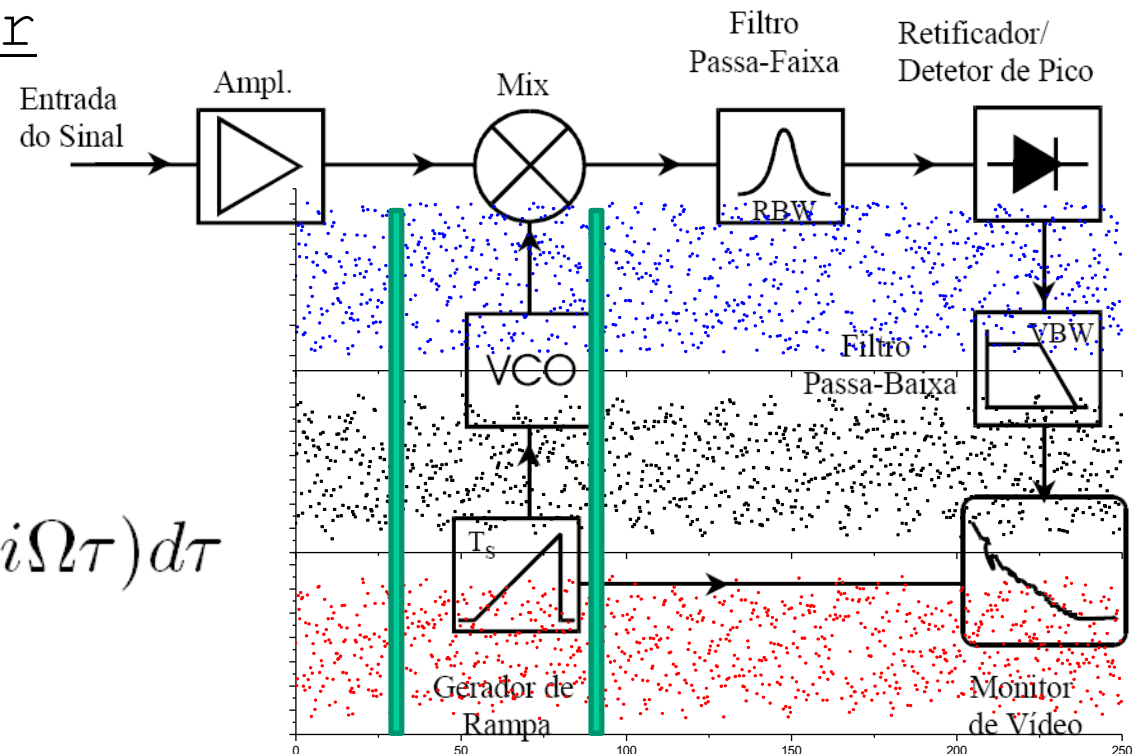 r
Filtro
Passa-Faixa
Retificador/
Detetor de Pico
Ampl.
Mix
Entrada
do Sinal
RBW
VBW
Filtro
Passa-Baixa
VCO
iΩτ)dτ
Ts
Gerador de
Rampa
Monitor
de Vídeo
0
50
100
150
200
250